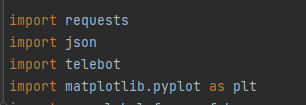 import requests
import json
import telebot
import matplotlib.pyplot as plt